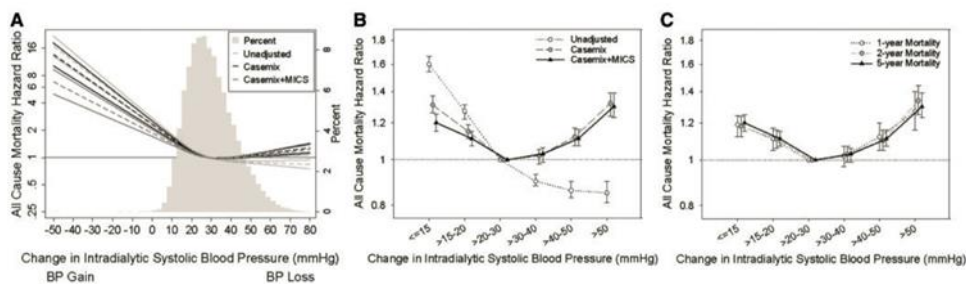 A
All Cause Mortality Hazard Ratio
16
8
4
2
1
.5
.25
-50
-40
-30
-20
-10
0
10
20
30
40
50
60
70
80
8
6
4
2
0
Percent
Percent
Unadjusted
Casemix
Casemix+MICS
Change in Intradialytic Systolic Blood Pressure (mmHg)
BP Gain
BP Loss
B
All Cause Mortality Hazard Ratio
1.8
1.6
1.4
1.2
1
0.8
<=15
>15-20
>20-30
>30-40
>40-50
>50
Unadjusted
Casemix
Casemix+MICS
Change in Intradialytic Systolic Blood Pressure (mmHg)
C
All Cause Mortality Hazard Ratio
1.8
1.6
1.4
1.2
1
0.8
<=15
>15-20
>20-30
>30-40
>40-50
>50
1-year Mortality
2-year Mortality
5-year Mortality
Change in Intradialytic Systolic Blood Pressure (mmHg)